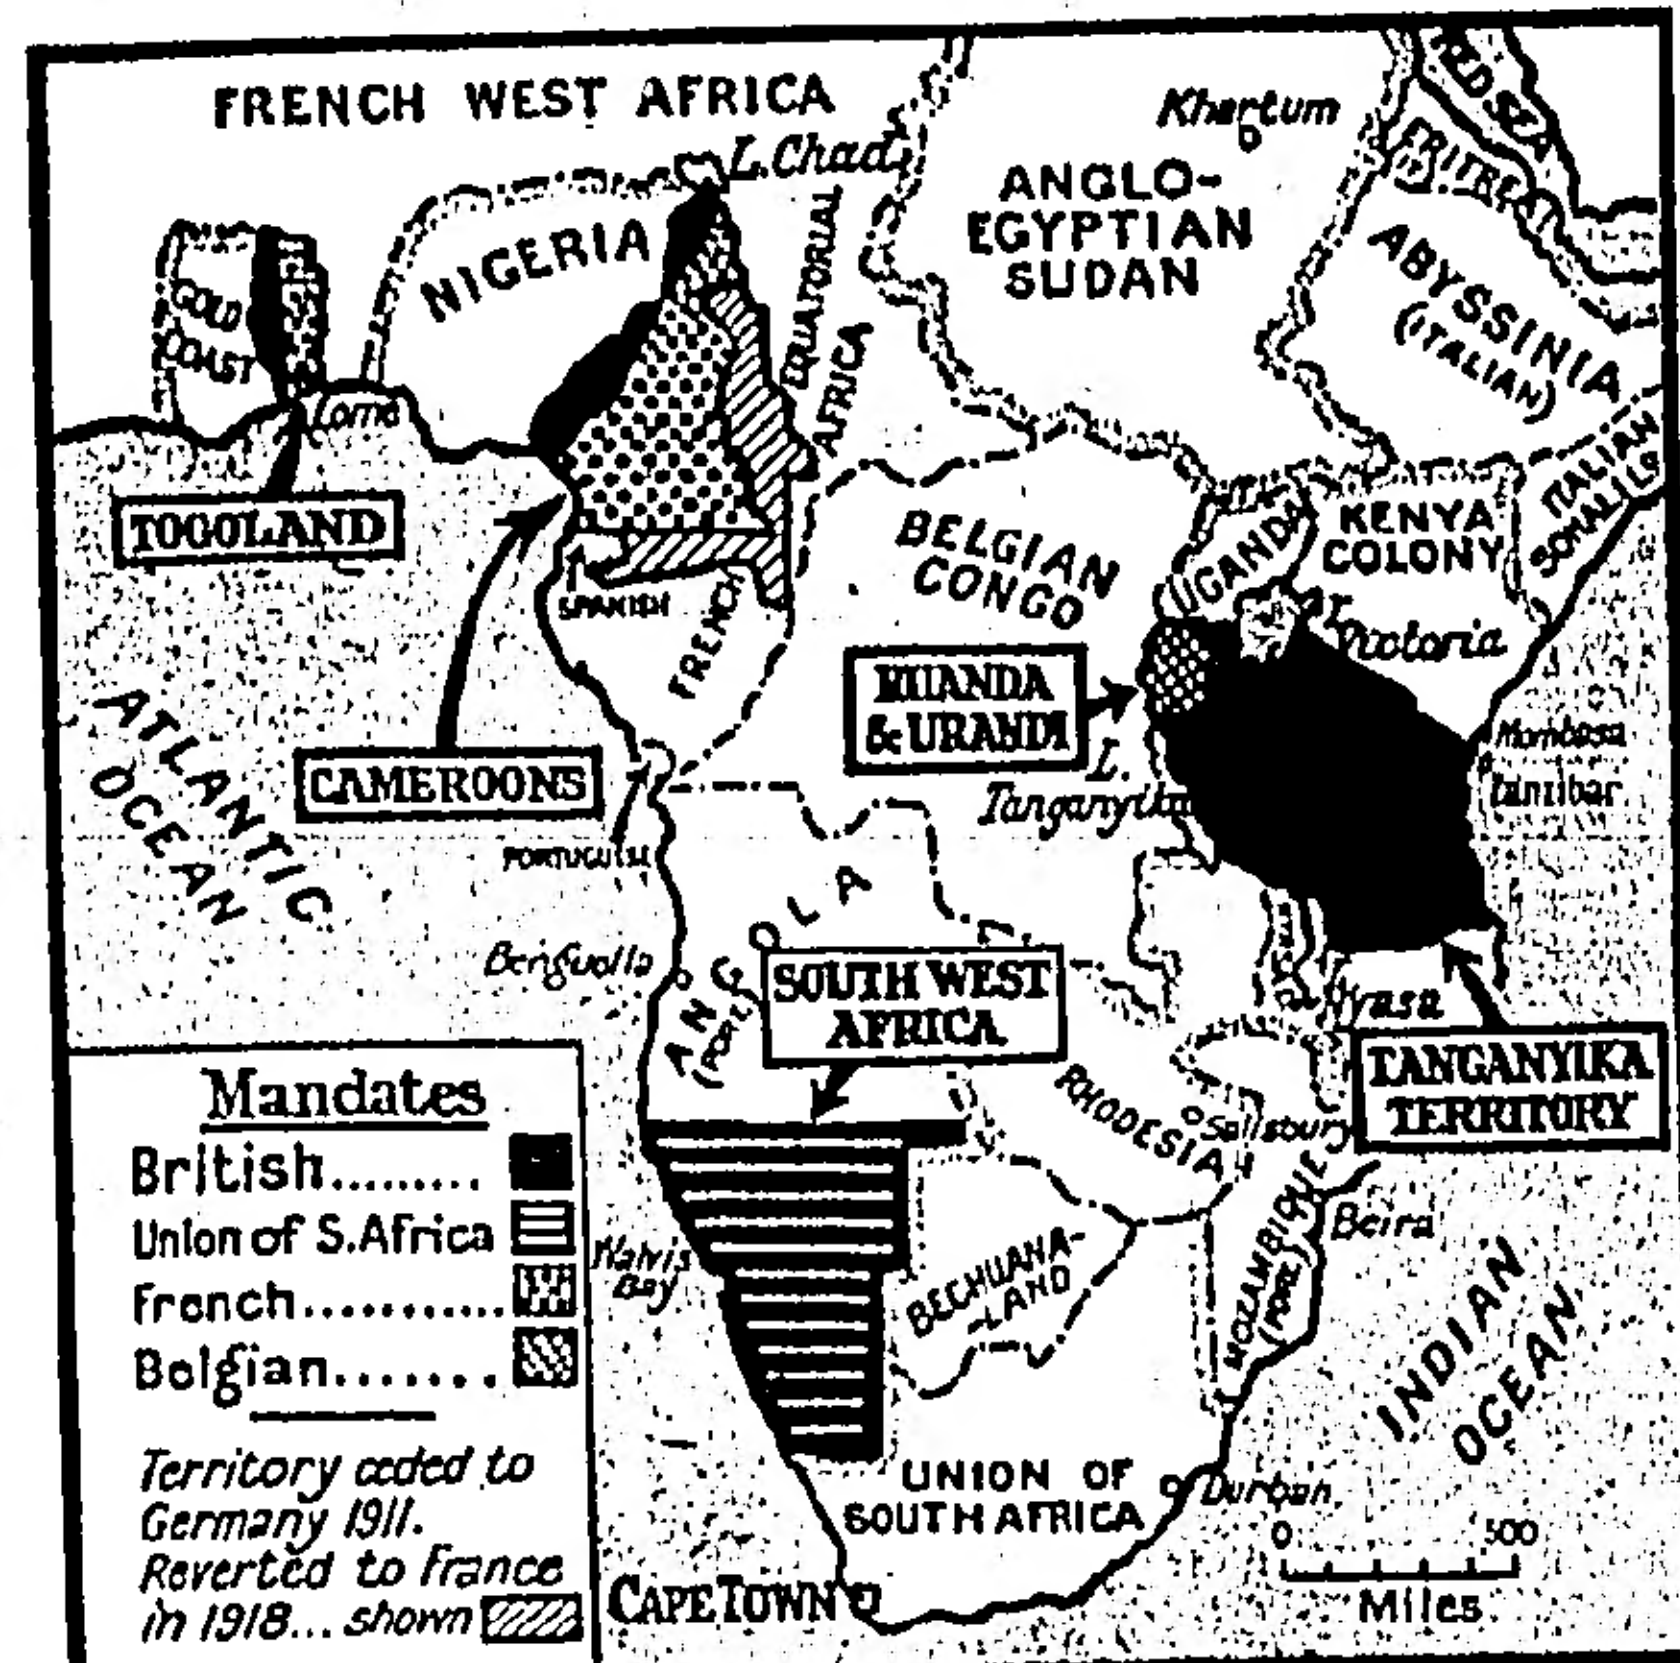 FRENCH WEST AFRICA
L. Chad
Khartum
RED SEA
ERITREA
ANGLO-
EGYPTIAN
SUDAN
ABYSSINIA
(ITALIAN)
NIGERIA
GOLD
COAST
EQUATORIAL
AFRICA
Lome
TOGOLAND
ITALIAN
KENYA
COLONY
UGANDA
BELGIAN
CONGO
SPANISH
FRENCH
L.
Victoria
RUANDA
& URANDI
Mombasa
Zanzibar
CAMEROONS
ATLANTIC
OCEAN
L.
Tanganyika
PORTUGUESE
ANGOLA
(PORT.)
Benguella
SOUTH WEST
AFRICA
TANGANYIKA
TERRITORY
RHODESIA
Salisbury
MOZAMBIQUE
(PORT.)
Beira
Walvis
Bay
BECHUANA-
-LAND
INDIAN
OCEAN
UNION OF
SOUTH AFRICA
Durban
CAPE TOWN
0 500
Miles
Mandates
British.........
Union of S.Africa
French............
Belgian.......
Territory ceded to
Germany 1911.
Reverted to France
in 1918... shown